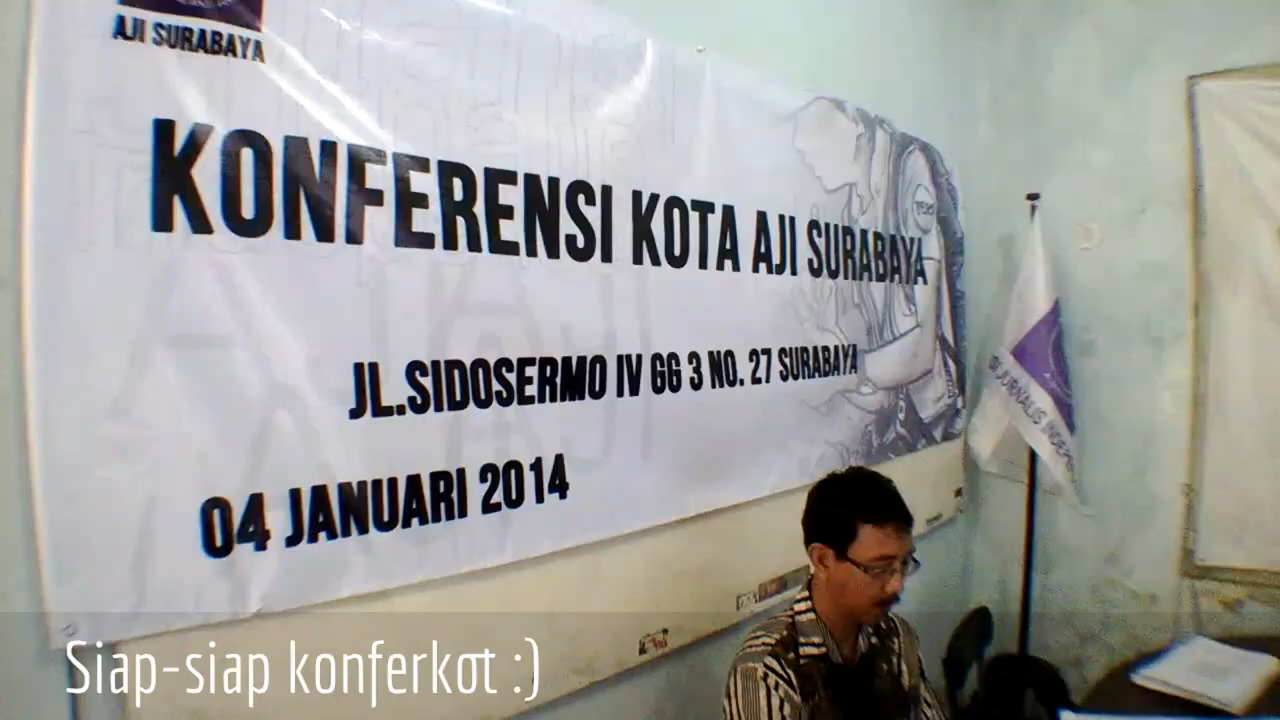 AJI SURABAYA
KONFERENSI KOTA AJI SURABAYA
JL.SIDOSERMO IV GG 3 NO. 27 SURABAYA
04 JANUARI 2014
JURNALIS
Siap-siap konferkot :)